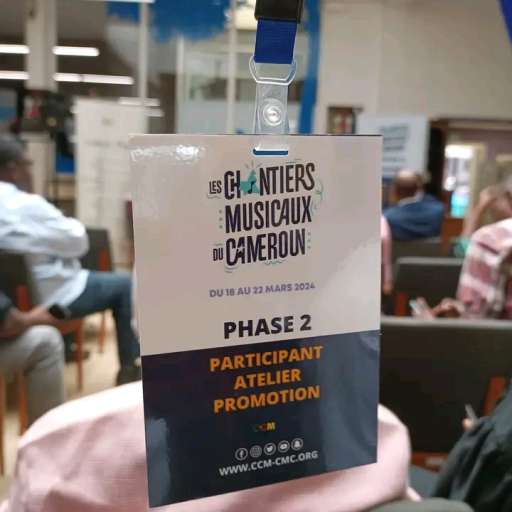 LES CHANTIERS
MUSICAUX
DU CAMEROUN
DU 18 AU 22 MARS 2024
PHASE 2
PARTICIPANT
ATELIER
PROMOTION
CCM
WWW.CCM-CMC.ORG